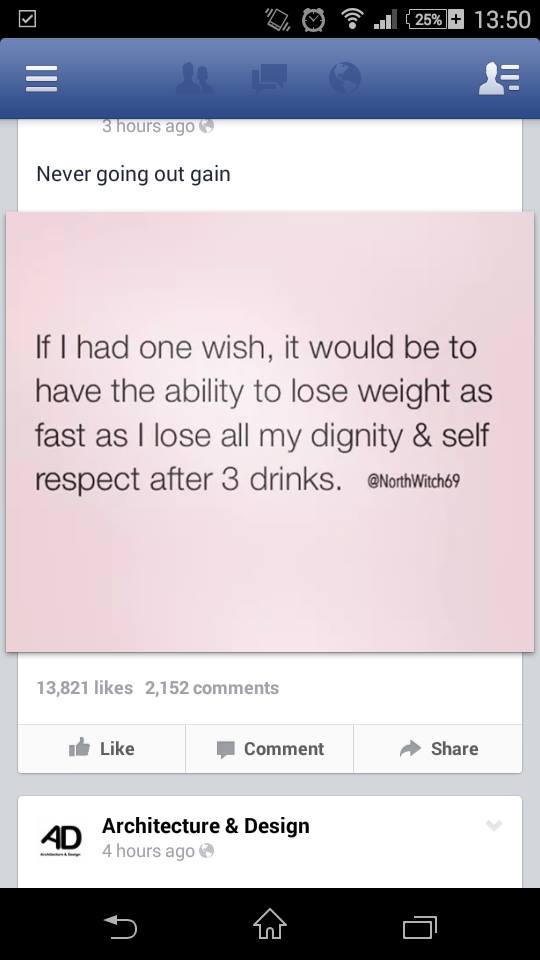 25% 13:50
3 hours ago
Never going out gain
If I had one wish, it would be to
have the ability to lose weight as
fast as I lose all my dignity & self
respect after 3 drinks. @NorthWitch69
13,821 likes 2,152 comments
Like Comment Share
AD Architecture & Design
Architecture & Design
4 hours ago